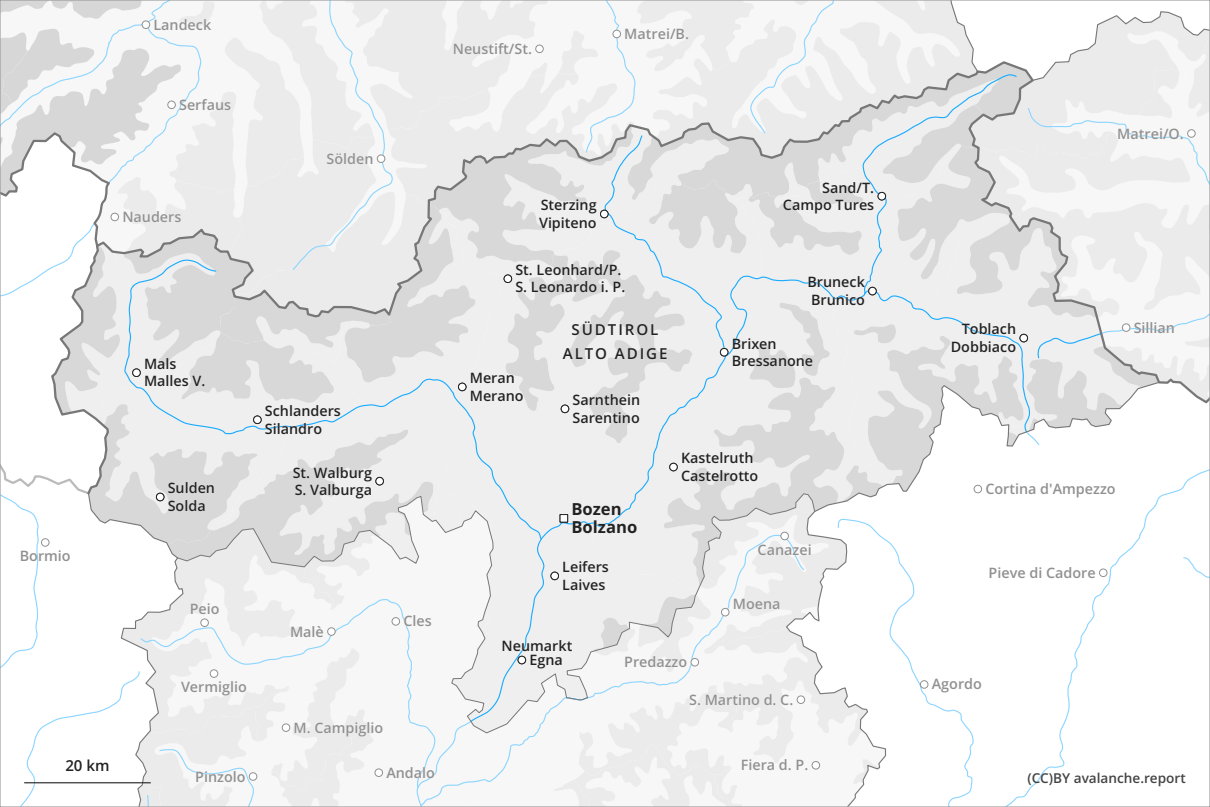 Landeck
Matrei/B.
Neustift/St.
Serfaus
Matrei/O.
Sölden
Sand/T.
Campo Tures
Nauders
Sterzing
Vipiteno
St. Leonhard/P.
S. Leonardo i. P.
Bruneck
Brunico
SÜDTIROL
ALTO ADIGE
Toblach
Dobbiaco
Sillian
Brixen
Bressanone
Mals
Malles V.
Meran
Merano
Sarnthein
Sarentino
Schlanders
Silandro
Kastelruth
Castelrotto
St. Walburg
S. Valburga
Sulden
Solda
Cortina d'Ampezzo
Bozen
Bolzano
Bormio
Canazei
Leifers
Laives
Pieve di Cadore
Peio
Moena
Malè
Cles
Neumarkt
Egna
Predazzo
Vermiglio
Agordo
S. Martino d. C.
M. Campiglio
Fiera d. P.
20 km
Pinzolo
Andalo
(CC)BY avalanche.report